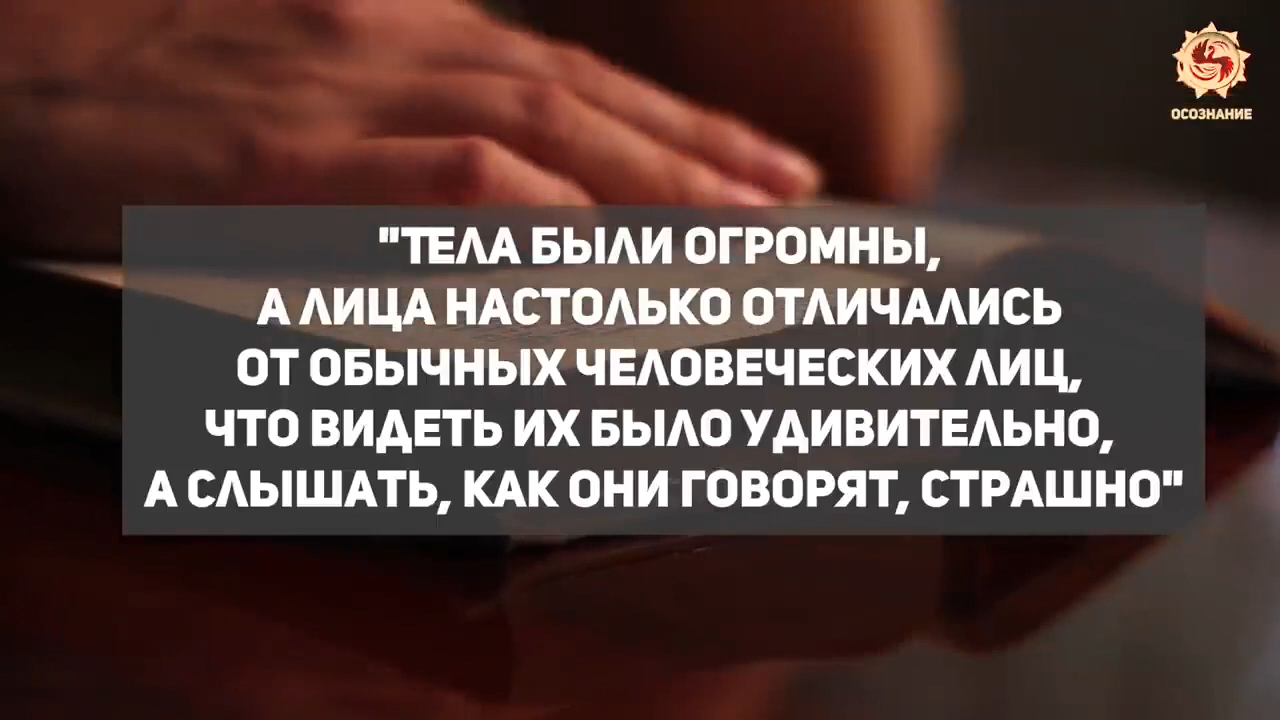 ОСОЗНАНИЕ
"ТЕЛА БЫЛИ ОГРОМНЫ,
А ЛИЦА НАСТОЛЬКО ОТЛИЧАЛИСЬ
ОТ ОБЫЧНЫХ ЧЕЛОВЕЧЕСКИХ ЛИЦ,
ЧТО ВИДЕТЬ ИХ БЫЛО УДИВИТЕЛЬНО,
А СЛЫШАТЬ, КАК ОНИ ГОВОРЯТ, СТРАШНО"